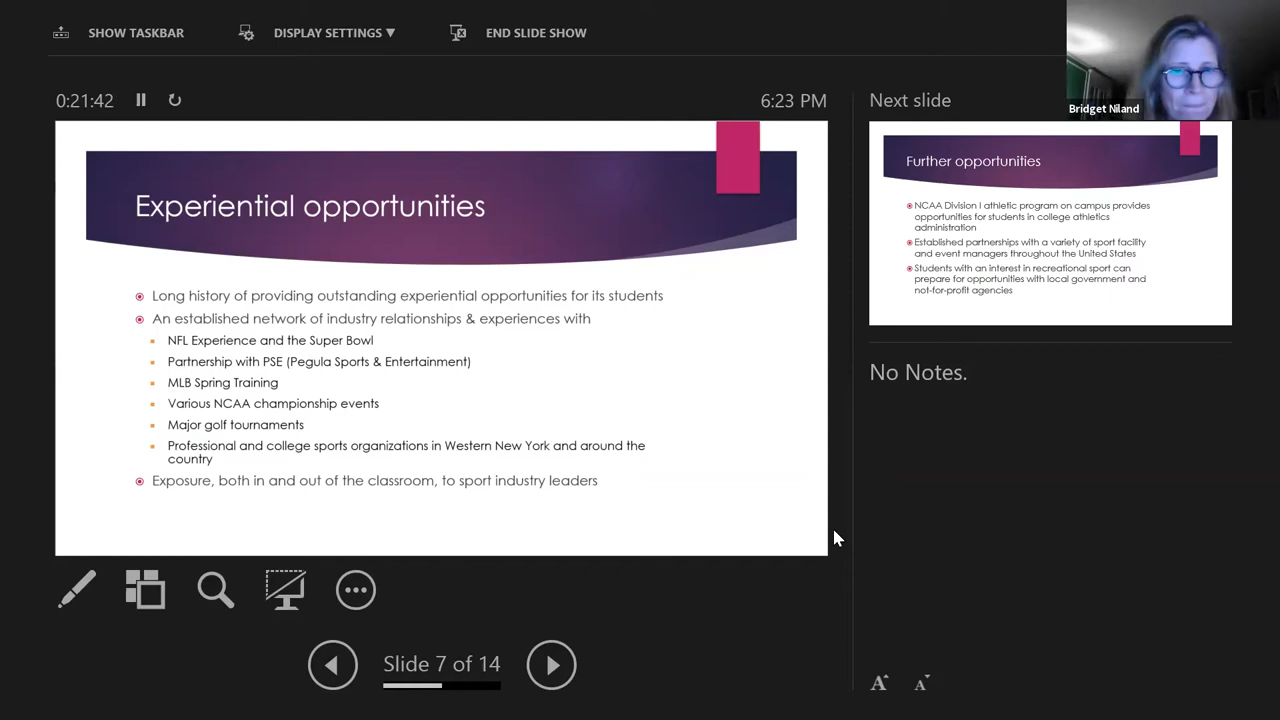 SHOW TASKBAR
DISPLAY SETTINGS ▼
END SLIDE SHOW
0:21:42
6:23 PM
Experiential opportunities
Long history of providing outstanding experiential opportunities for its students
An established network of industry relationships & experiences with
NFL Experience and the Super Bowl
Partnership with PSE (Pegula Sports & Entertainment)
MLB Spring Training
Various NCAA championship events
Major golf tournaments
Professional and college sports organizations in Western New York and around the
country
Exposure, both in and out of the classroom, to sport industry leaders
Slide 7 of 14
Next slide
Bridget Niland
Further opportunities
NCAA Division I athletic program on campus provides
opportunities for students in college athletics
administration
Established partnerships with a variety of sport facility
and event managers throughout the United States
Students with an interest in recreational sport can
prepare for opportunities with local government and
not-for-profit agencies
No Notes.
A A